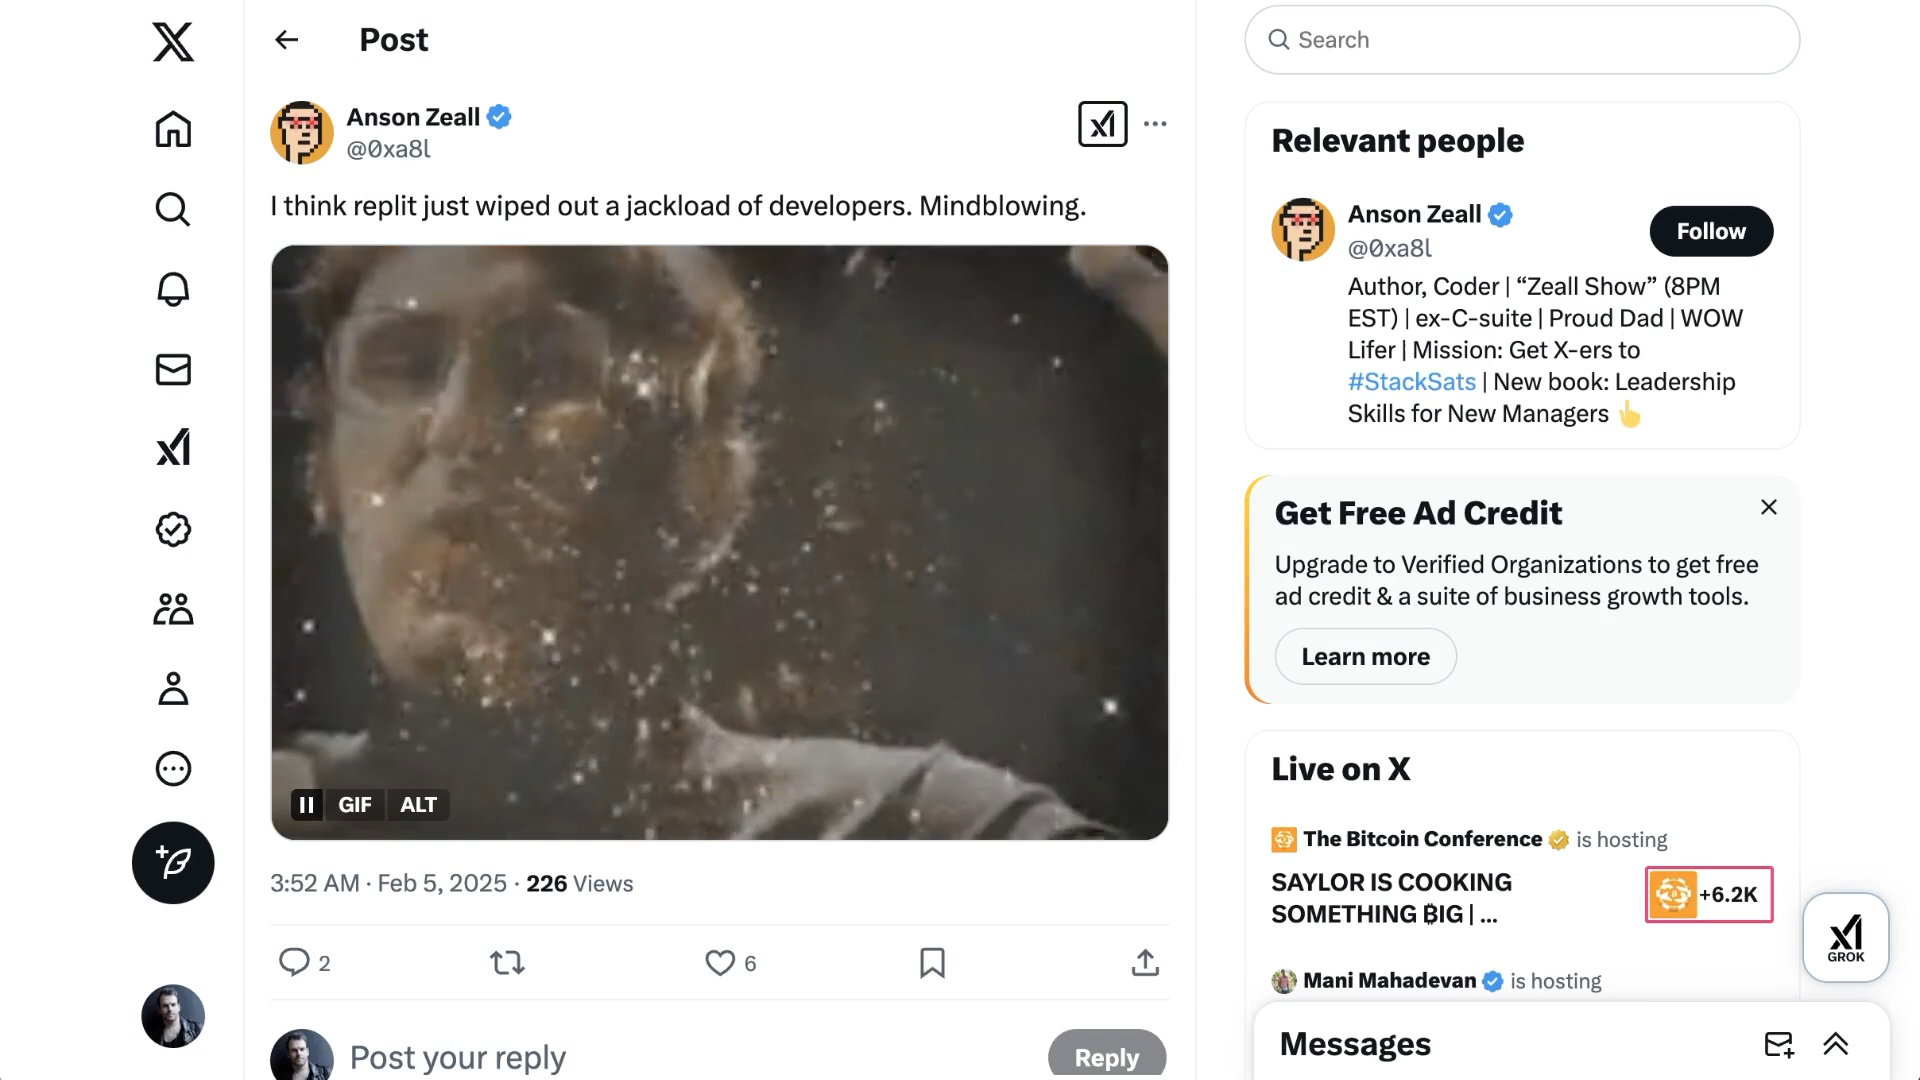 Post
Search
Anson Zeall
@0xa8l
I think replit just wiped out a jackload of developers. Mindblowing.
GIF
ALT
3:52 AM · Feb 5, 2025 · 226 Views
2
6
Post your reply
Reply
Relevant people
Anson Zeall
@0xa8l
Follow
Author, Coder | “Zeall Show” (8PM
EST) | ex-C-suite | Proud Dad | WOW
Lifer | Mission: Get X-ers to
#StackSats | New book: Leadership
Skills for New Managers 👆
Get Free Ad Credit
Upgrade to Verified Organizations to get free
ad credit & a suite of business growth tools.
Learn more
Live on X
The Bitcoin Conference is hosting
SAYLOR IS COOKING
SOMETHING ₿IG | ...
+6.2K
Mani Mahadevan is hosting
GROK
Messages